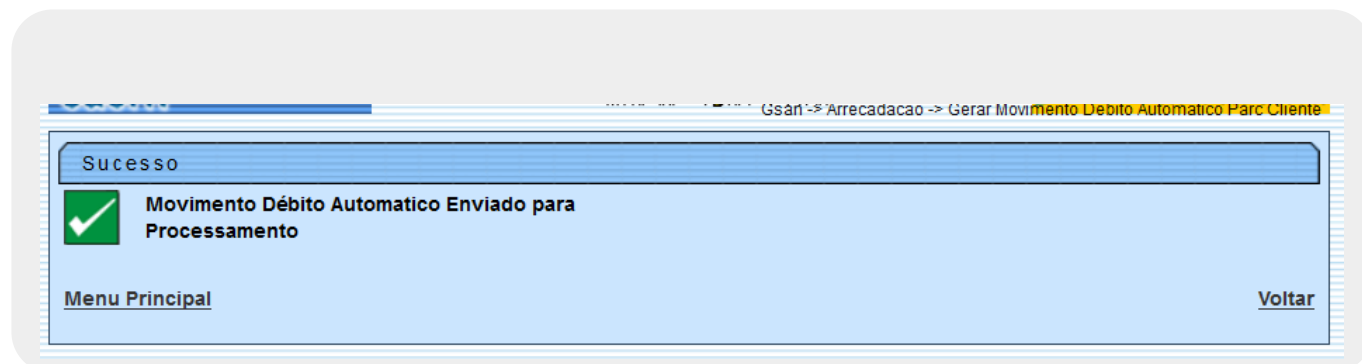 Gsan -> Arrecadacao -> Gerar Movimento Debito Automatico Parc Cliente
Sucesso
Movimento Débito Automatico Enviado para
Processamento
Menu Principal
Voltar